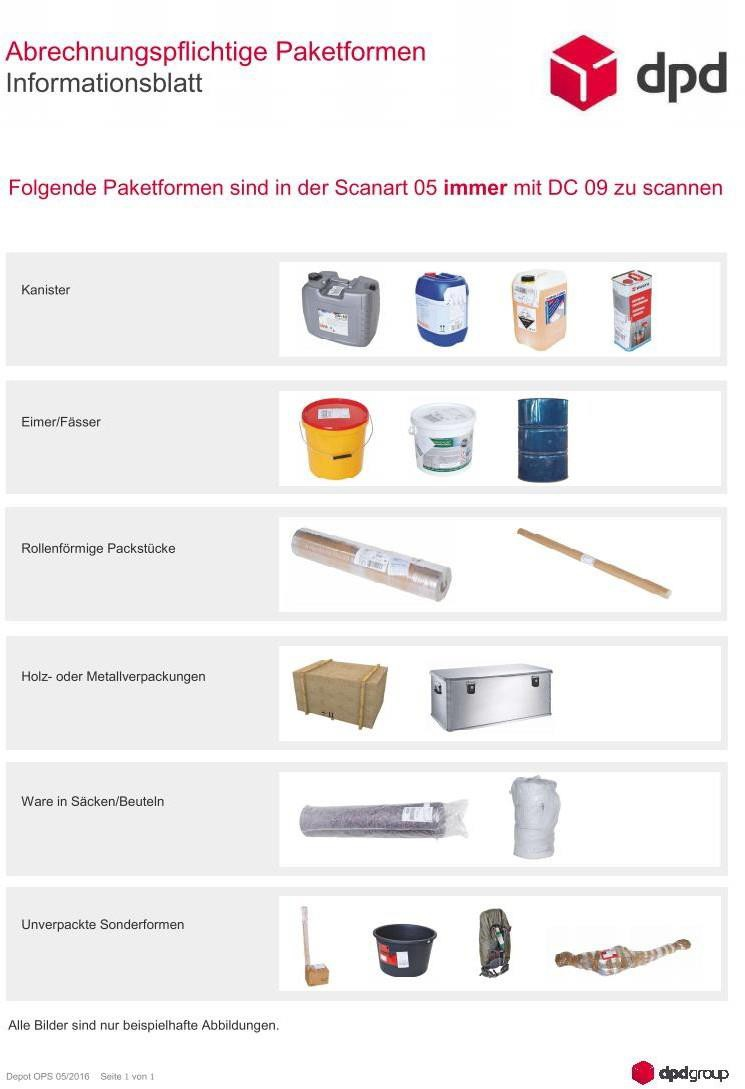 Abrechnungspflichtige Paketformen
Informationsblatt
dpd
Folgende Paketformen sind in der Scanart 05 immer mit DC 09 zu scannen
Kanister
Eimer/Fässer
Rollenförmige Packstücke
Holz- oder Metallverpackungen
Ware in Säcken/Beuteln
Unverpackte Sonderformen
Alle Bilder sind nur beispielhafte Abbildungen.
Depot OPS 05/2016 Seite 1 von 1
dpdgroup